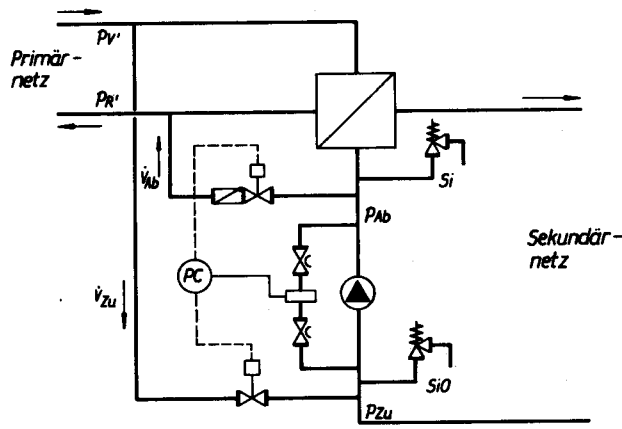 pV'
Primär-
netz
pR'
V̇Ab
Si
pAb
Sekundär-
netz
PC
V̇Zu
SiO
pZu